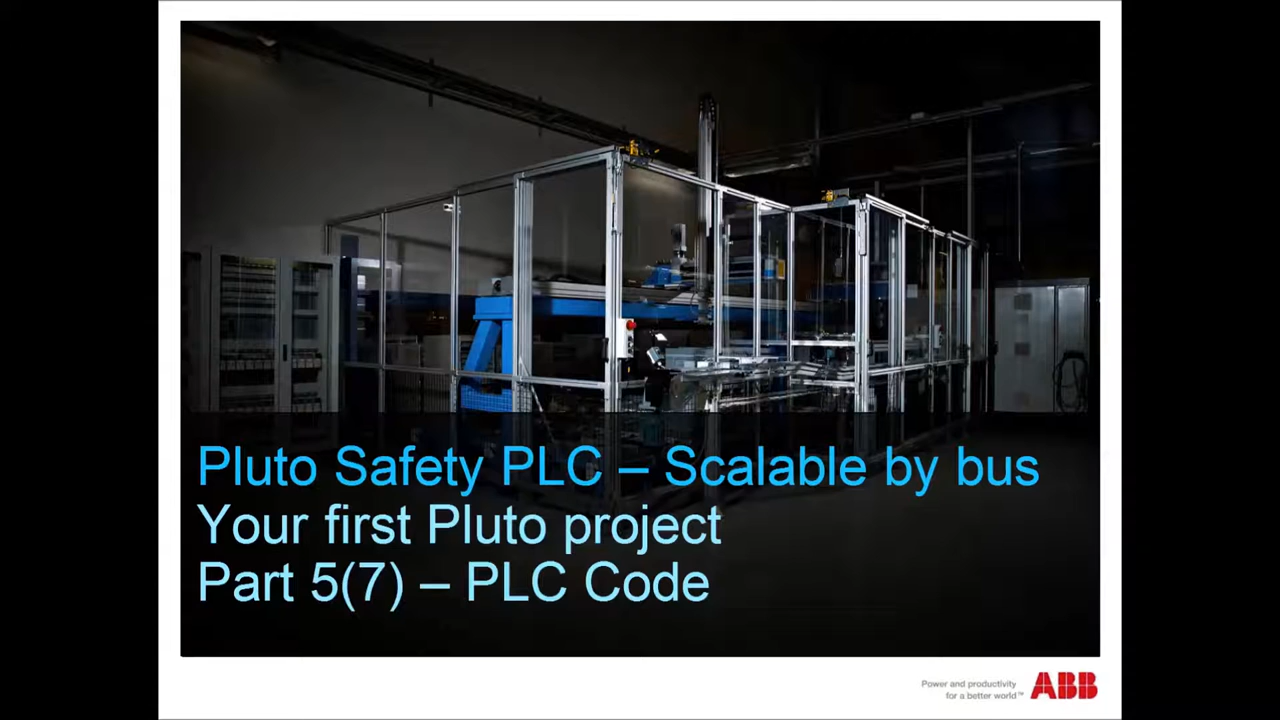 Pluto Safety PLC – Scalable by bus
Your first Pluto project
Part 5(7) – PLC Code
Power and productivity
for a better world™
ABB